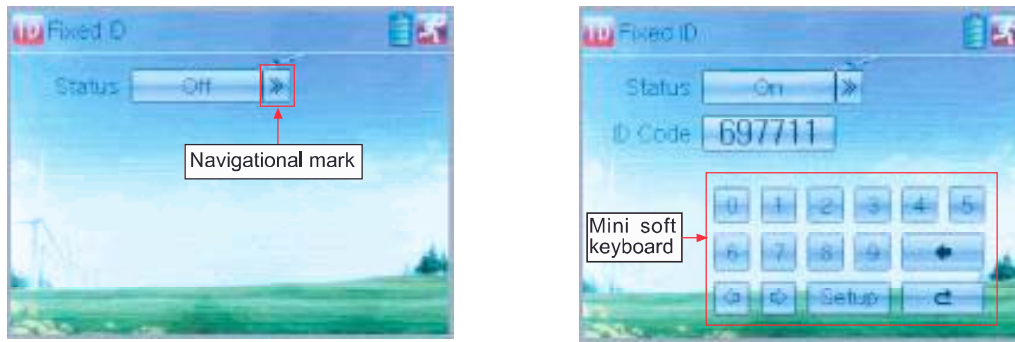 ID Fixed ID
Status Off »
Navigational mark
ID Fixed ID
Status On »
ID Code 697711
0 1 2 3 4 5
Mini soft
keyboard
6 7 8 9
Setup